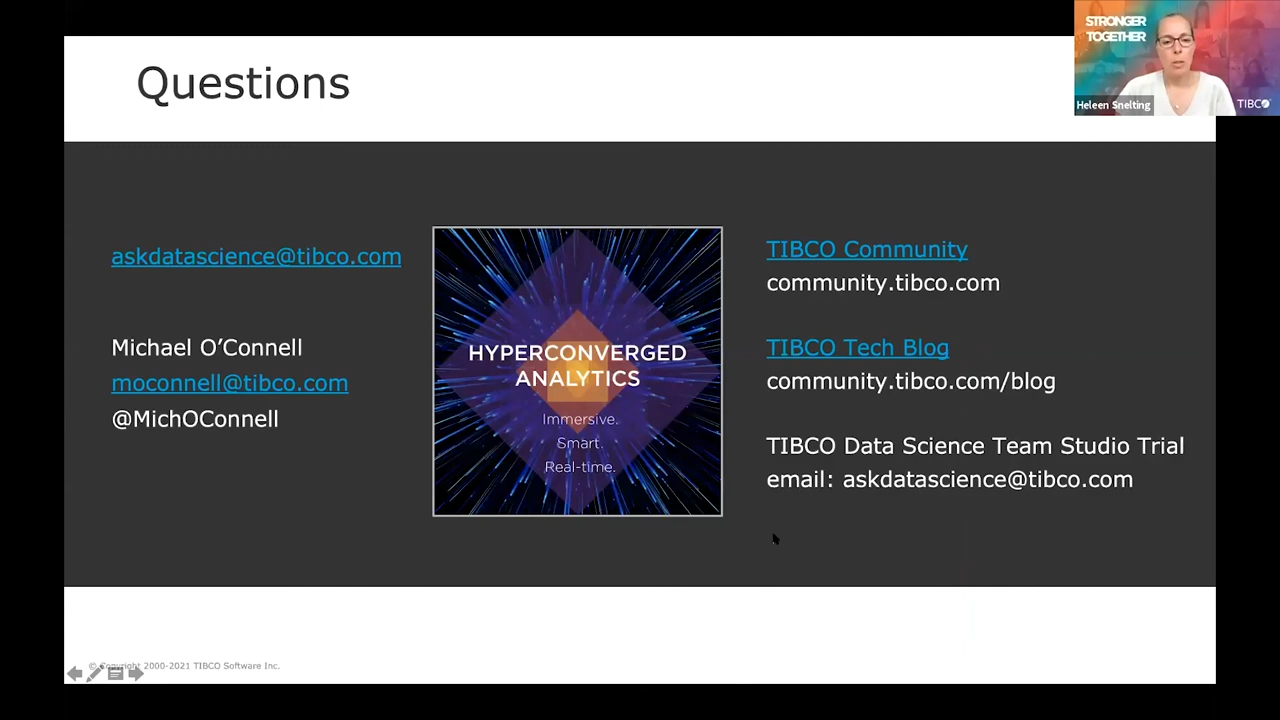 Questions
STRONGER
TOGETHER
Heleen Snelting
TIBCO
askdatascience@tibco.com
Michael O’Connell
moconnell@tibco.com
@MichOConnell
HYPERCONVERGED
ANALYTICS
Immersive.
Smart.
Real-time.
TIBCO Community
community.tibco.com
TIBCO Tech Blog
community.tibco.com/blog
TIBCO Data Science Team Studio Trial
email: askdatascience@tibco.com
© Copyright 2000-2021 TIBCO Software Inc.